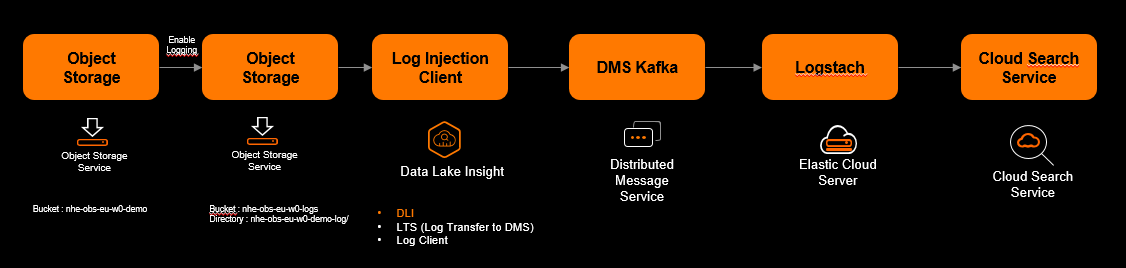 Object
Storage
Enable
Logging
Object
Storage
Log Injection
Client
DMS Kafka
Logstach
Cloud Search
Service
Object Storage
Service
Object Storage
Service
Data Lake Insight
Distributed
Message
Service
Elastic Cloud
Server
Cloud Search
Service
Bucket : nhe-obs-eu-w0-demo
Bucket : nhe-obs-eu-w0-logs
Directory : nhe-obs-eu-w0-demo-log/
• DLI
• LTS (Log Transfer to DMS)
• Log Client